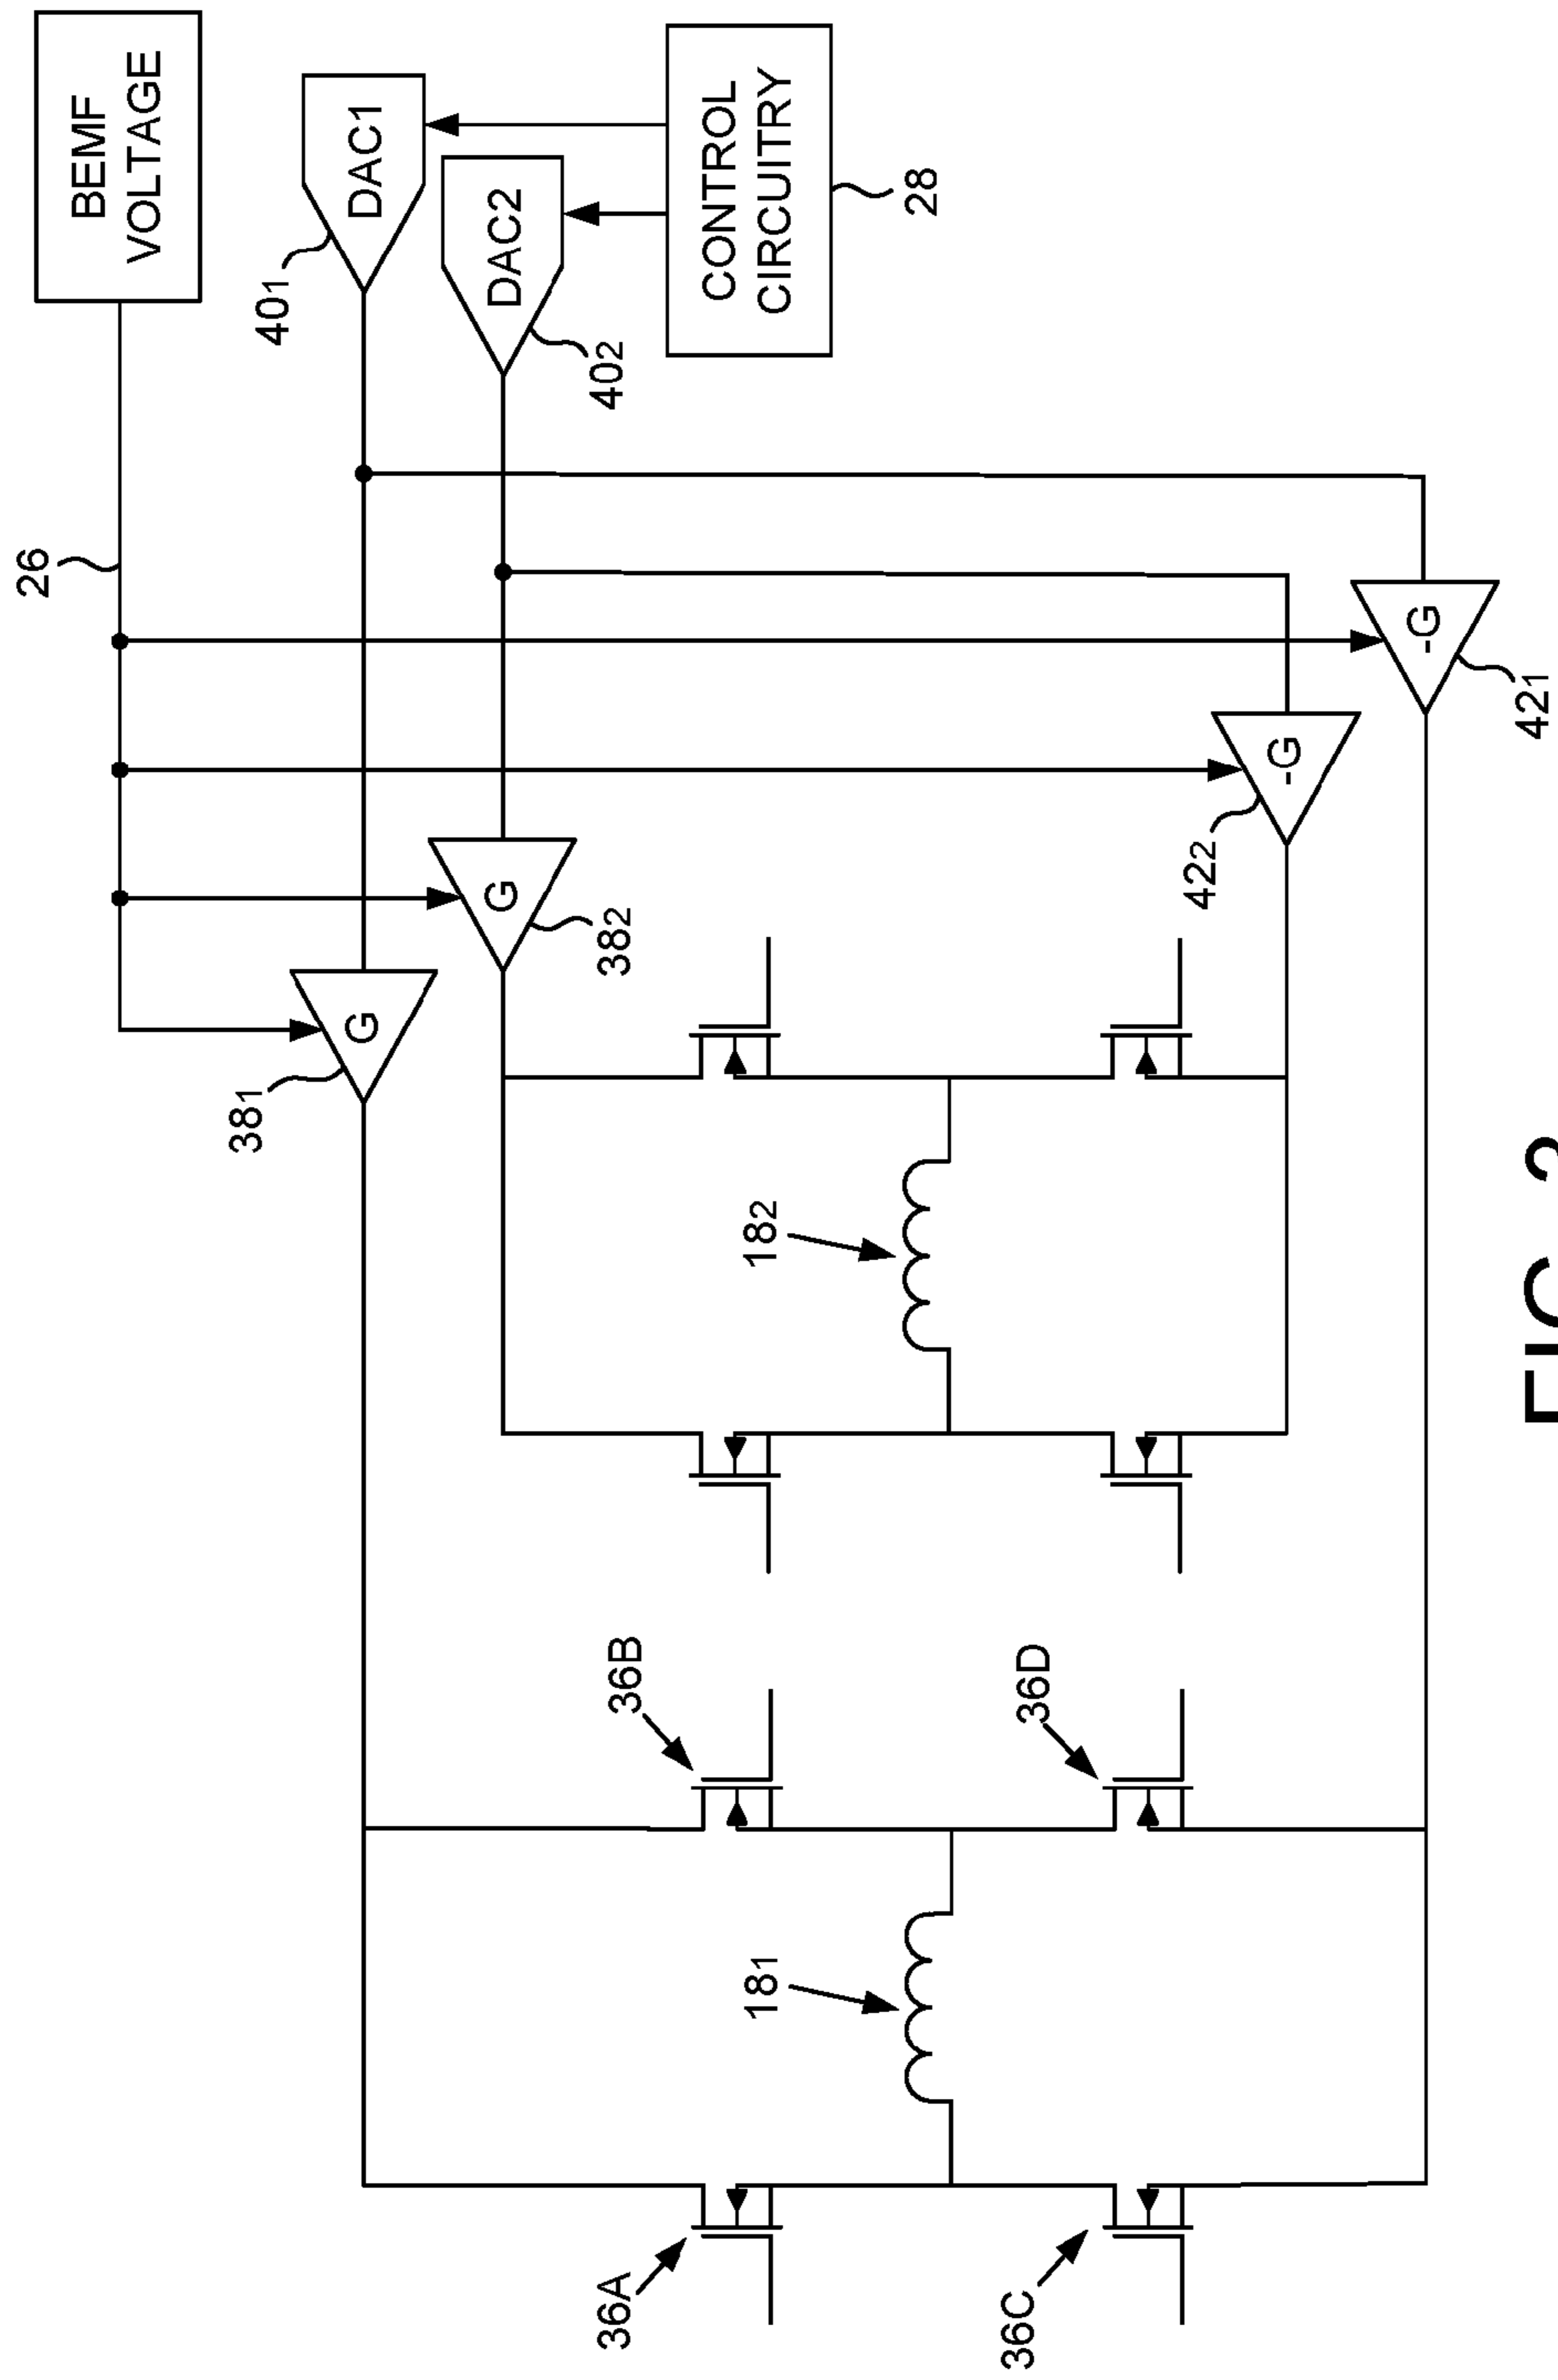 BEMF
VOLTAGE
26
DAC1
401
DAC2
402
CONTROL
CIRCUITRY
28
G
381
G
382
-G
422
-G
421
182
36B
36D
181
36A
36C